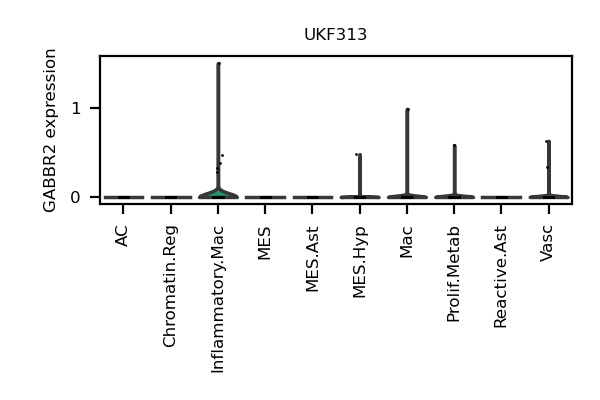 UKF313
GABBR2 expression
1
0
AC
Chromatin.Reg
Inflammatory.Mac
MES
MES.Ast
MES.Hyp
Mac
Prolif.Metab
Reactive.Ast
Vasc